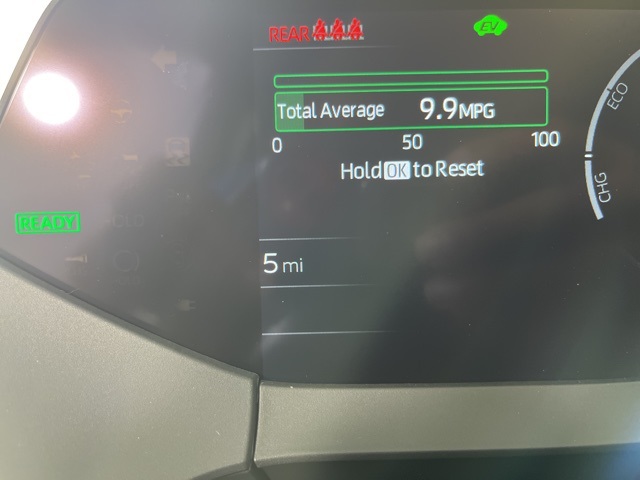 REAR
EV
Total Average 9.9MPG
0 50 100
Hold OK to Reset
ECO
CHG
READY
5 mi